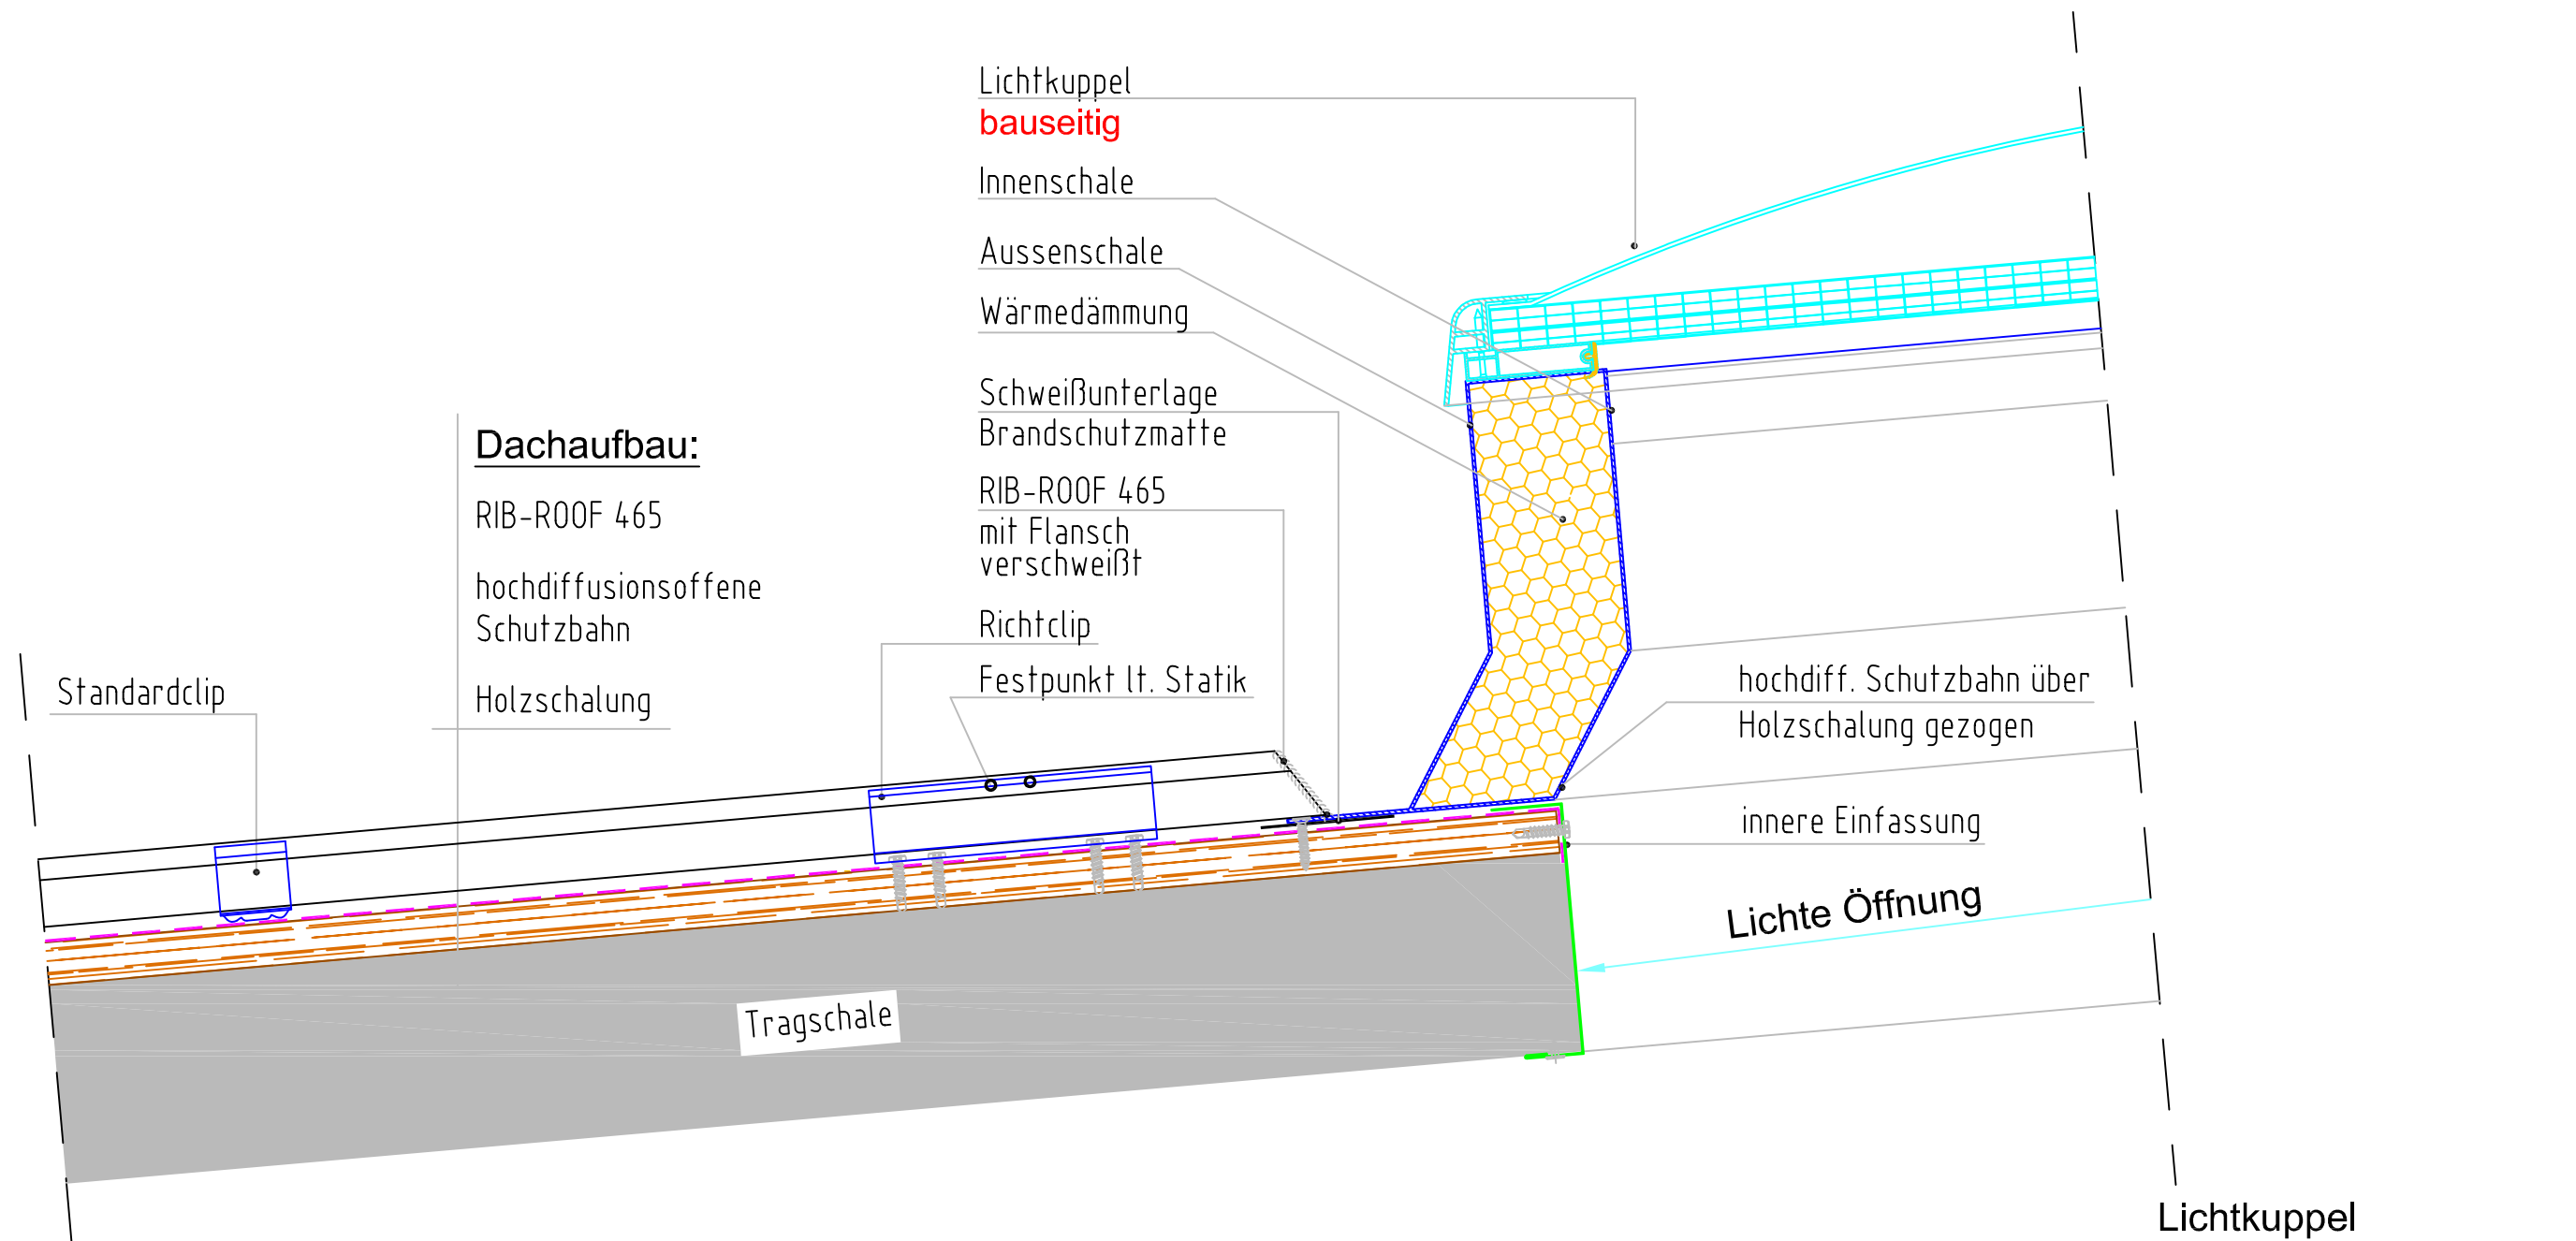 Lichtkuppel
bauseitig
Innenschale
Aussenschale
Wärmedämmung
Schweißunterlage
Brandschutzmatte
RIB-ROOF 465
mit Flansch
verschweißt
Richtclip
Festpunkt lt. Statik
Dachaufbau:
RIB-ROOF 465
hochdiffusionsoffene
Schutzbahn
Holzschalung
Standardclip
hochdiff. Schutzbahn über
Holzschalung gezogen
innere Einfassung
Lichte Öffnung
Tragschale
Lichtkuppel